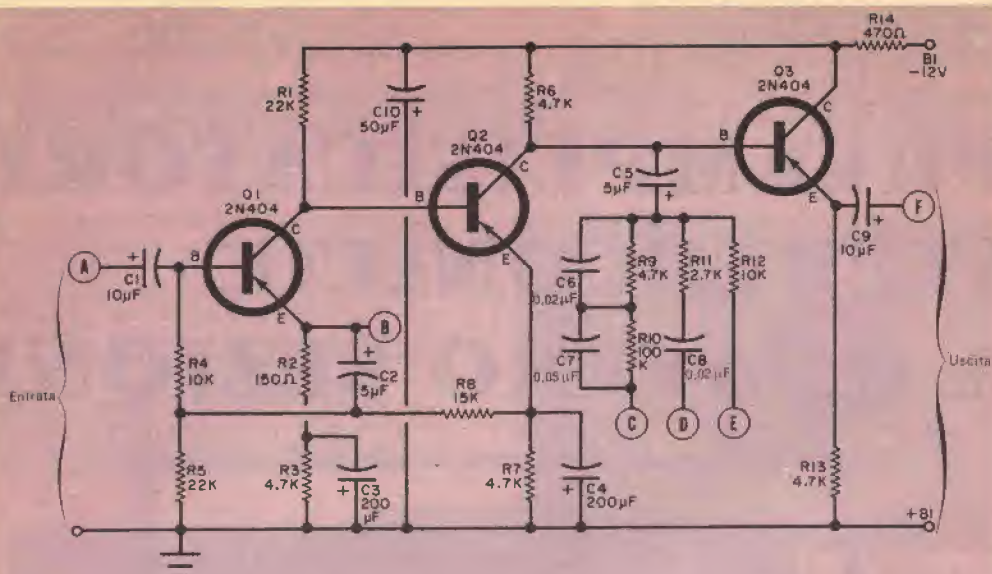 R14
470Ω
B1
-12V
R1
22K
C10
50µF
+
R6
4.7K
Q3
2N404
B
C
E
Q2
2N404
B
C
E
C5
5µF
+
Q1
2N404
B
C
E
A
+
C1
10µF
C9
10µF
+
F
C6
0,02µF
R9
4.7K
R11
2.7K
R12
10K
B
R4
10K
R2
150Ω
+
C2
5µF
R8
15K
C7
0,05µF
R10
100
K
C8
0,02µF
Entrata
Uscita
C
D
E
R5
22K
R3
4.7K
+
C3
200
µF
R7
4.7K
+
C4
200µF
R13
4.7K
+B1